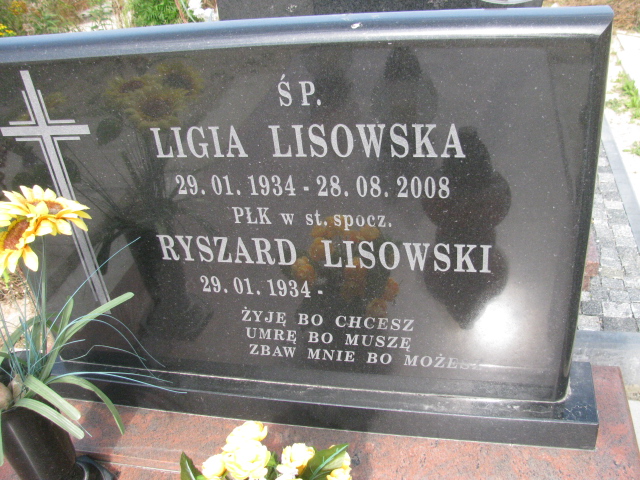 ŚP.
LIGIA LISOWSKA
29.01.1934 - 28.08.2008
PŁK w st. spocz.
RYSZARD LISOWSKI
29.01.1934 -
ŻYJĘ BO CHCESZ
UMRĘ BO MUSZĘ
ZBAW MNIE BO MOŻESZ